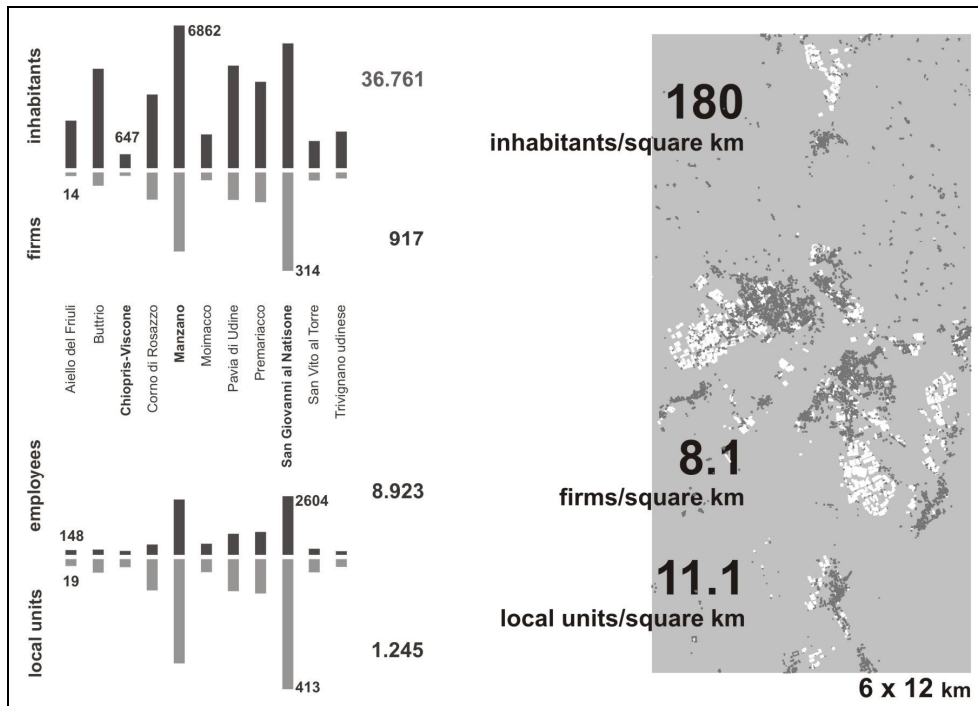 inhabitants
6862
647
36.761
firms
14
314
917
Aiello del Friuli
Buttrio
Chiopris-Viscone
Corno di Rosazzo
Manzano
Moimacco
Pavia di Udine
Premariacco
San Giovanni al Natisone
San Vito al Torre
Trivignano udinese
employees
148
2604
8.923
local units
19
413
1.245
180
inhabitants/square km
8.1
firms/square km
11.1
local units/square km
6 x 12 km